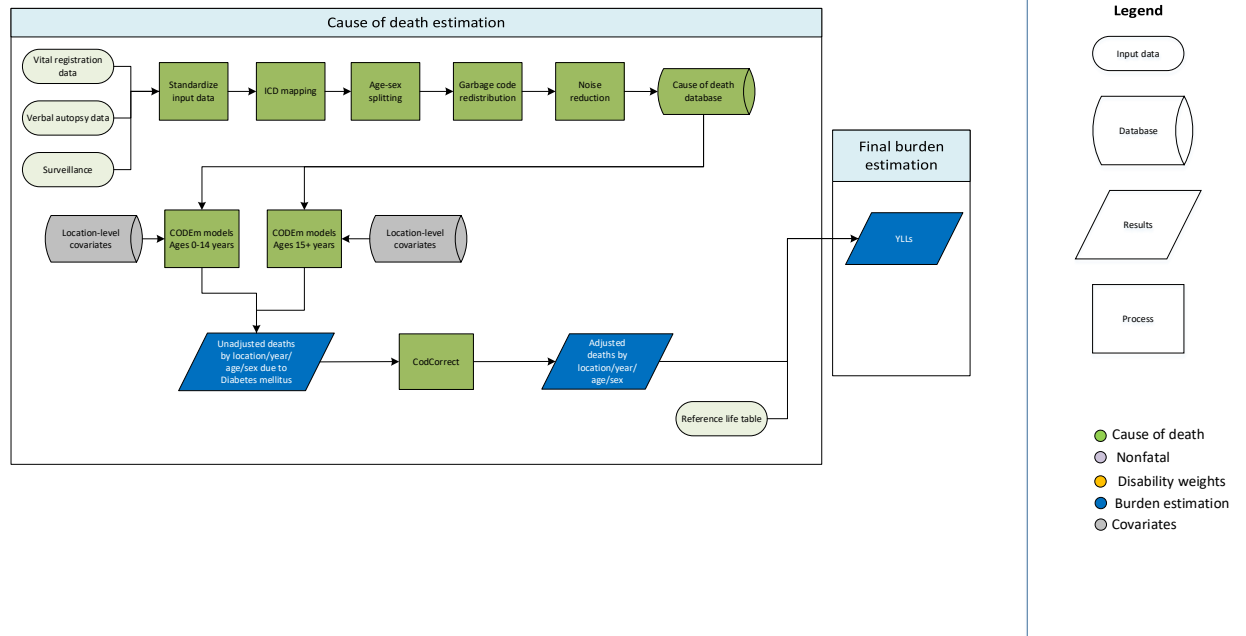 Cause of death estimation
Vital registration
data
Verbal autopsy data
Surveillance
Standardize
input data
ICD mapping
Age-sex
splitting
Garbage code
redistribution
Noise
reduction
Cause of death
database
Location-level
covariates
CODEm models
Ages 0-14 years
CODEm models
Ages 15+ years
Location-level
covariates
Unadjusted deaths
by location/year/
age/sex due to
Diabetes mellitus
CodCorrect
Adjusted
deaths by
location/year/
age/sex
Reference life table
Final burden
estimation
YLLs
Legend
Input data
Database
Results
Process
Cause of death
Nonfatal
Disability weights
Burden estimation
Covariates